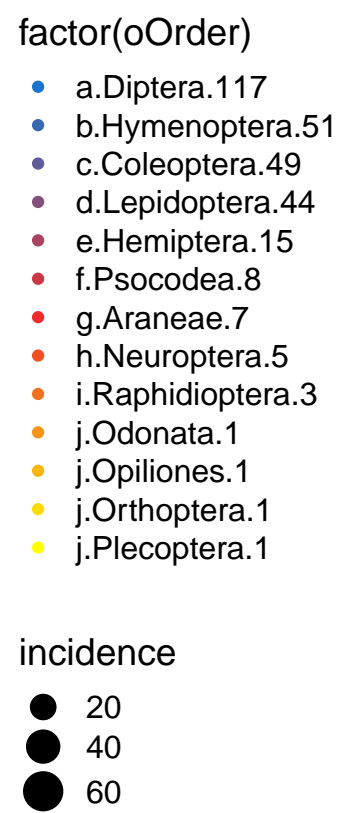 factor(oOrder)
a.Diptera.117
b.Hymenoptera.51
c.Coleoptera.49
d.Lepidoptera.44
e.Hemiptera.15
f.Psocodea.8
g.Araneae.7
h.Neuroptera.5
i.Raphidioptera.3
j.Odonata.1
j.Opiliones.1
j.Orthoptera.1
j.Plecoptera.1
incidence
20
40
60